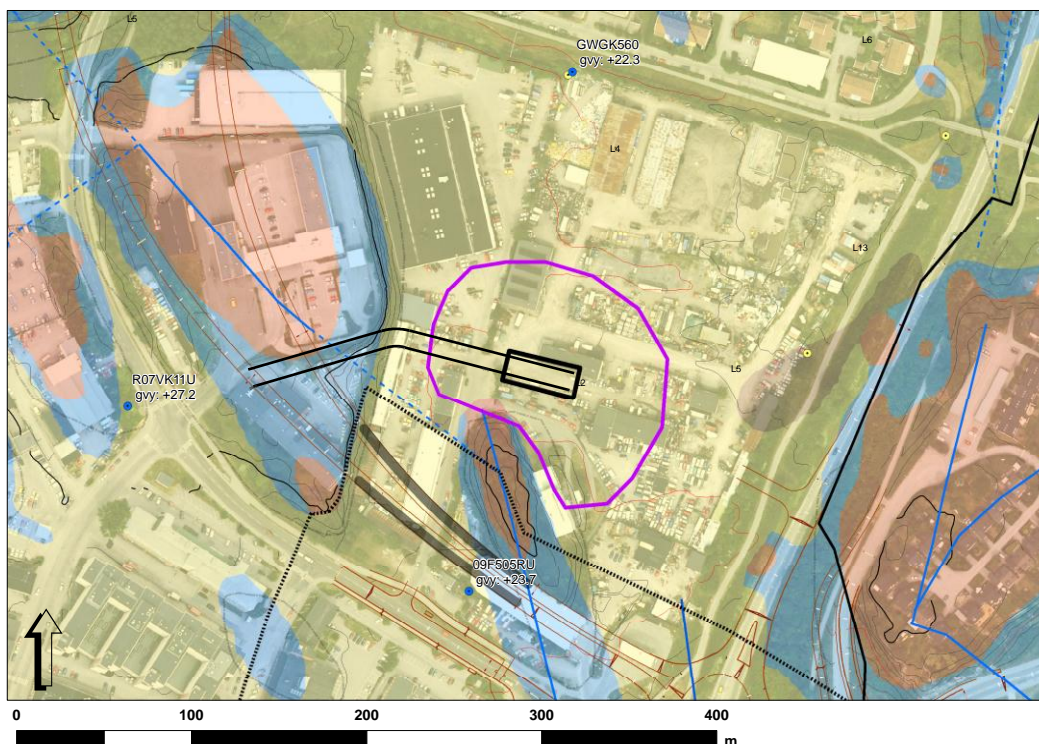 L5
GWGK560
gvy: +22.3
L6
L4
L13
L5
R07VK11U
gvy: +27.2
L2
09F505RU
gvy: +23.7
0
100
200
300
400
m